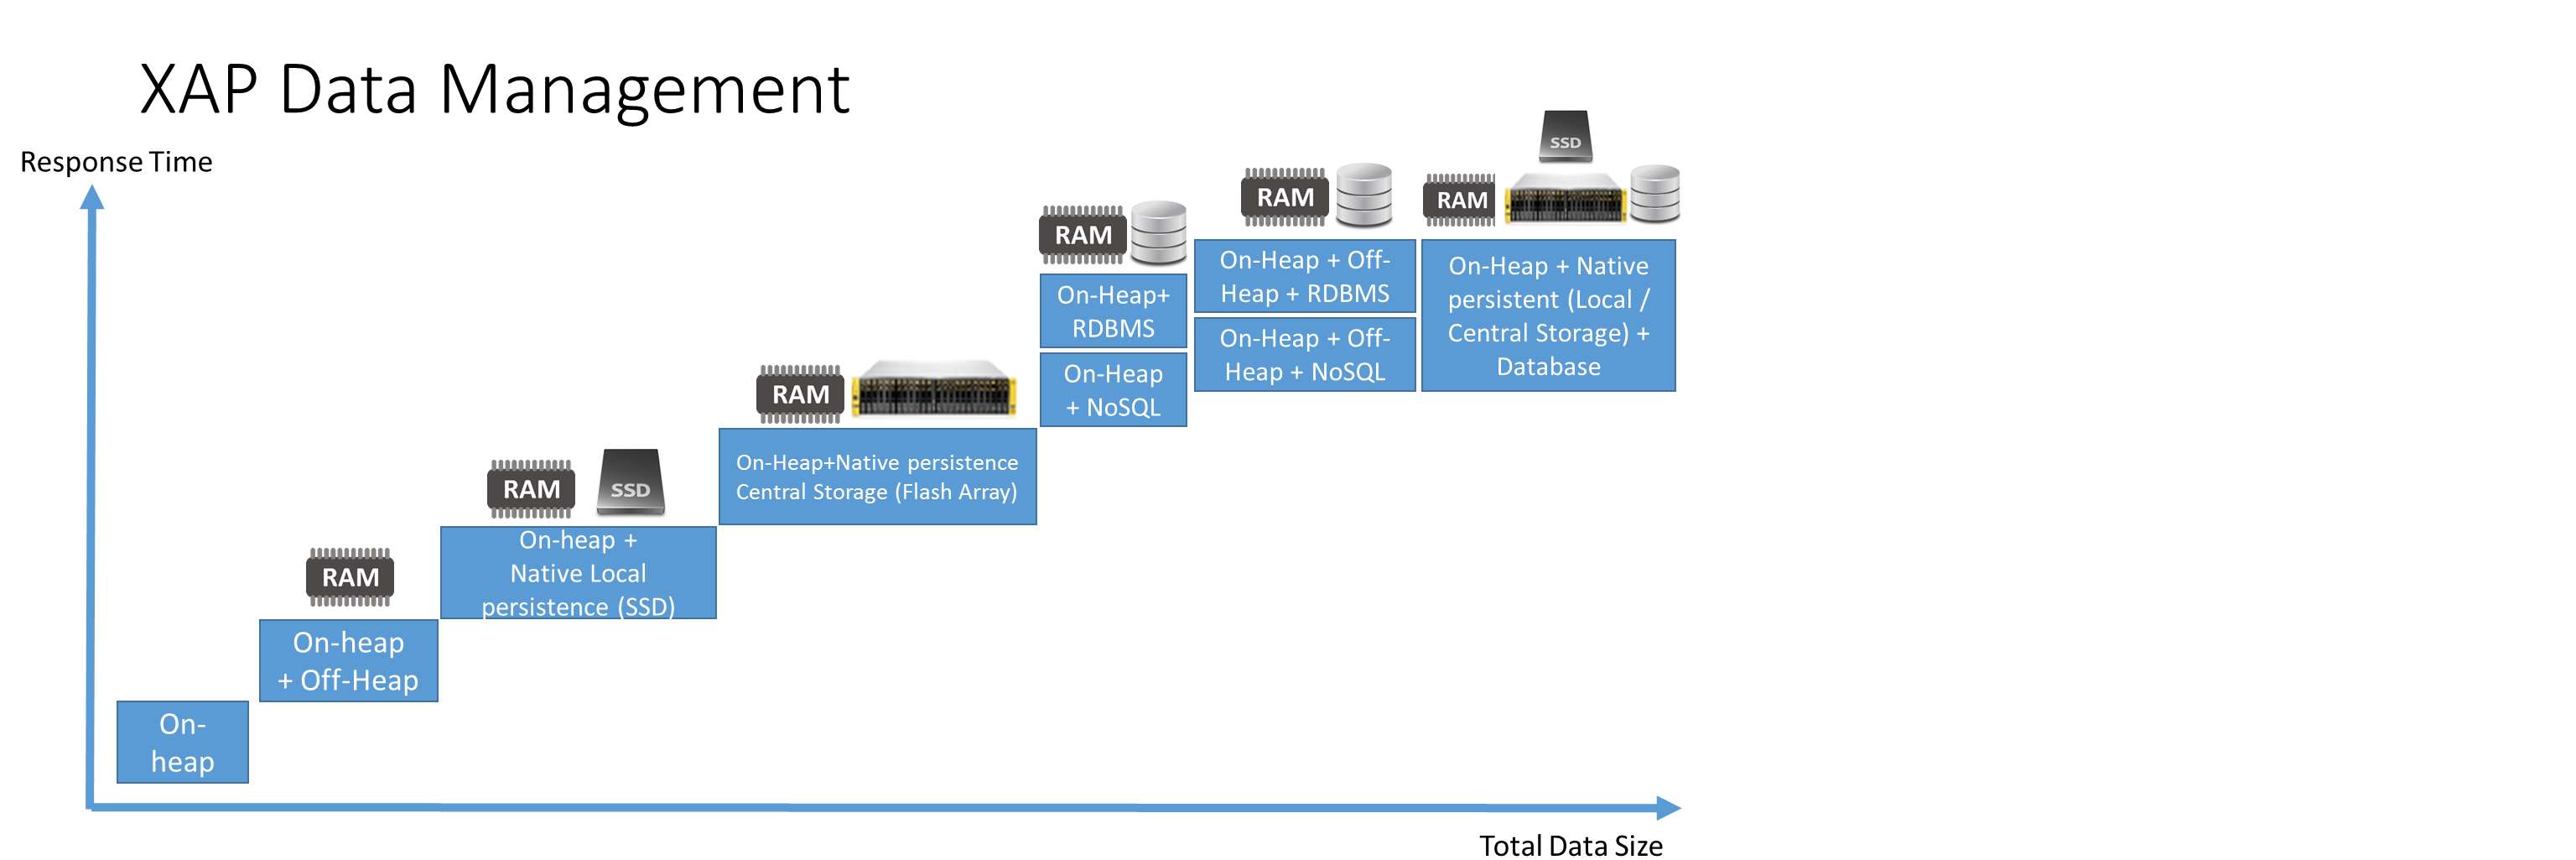 XAP Data Management
Response Time
SSD
RAM
RAM
RAM
On-Heap+
RDBMS
On-Heap
+ NoSQL
On-Heap + Off-
Heap + RDBMS
On-Heap + Off-
Heap + NoSQL
On-Heap + Native
persistent (Local /
Central Storage) +
Database
RAM
On-Heap+Native persistence
Central Storage (Flash Array)
RAM
SSD
On-heap +
Native Local
persistence (SSD)
RAM
On-heap
+ Off-Heap
On-
heap
Total Data Size